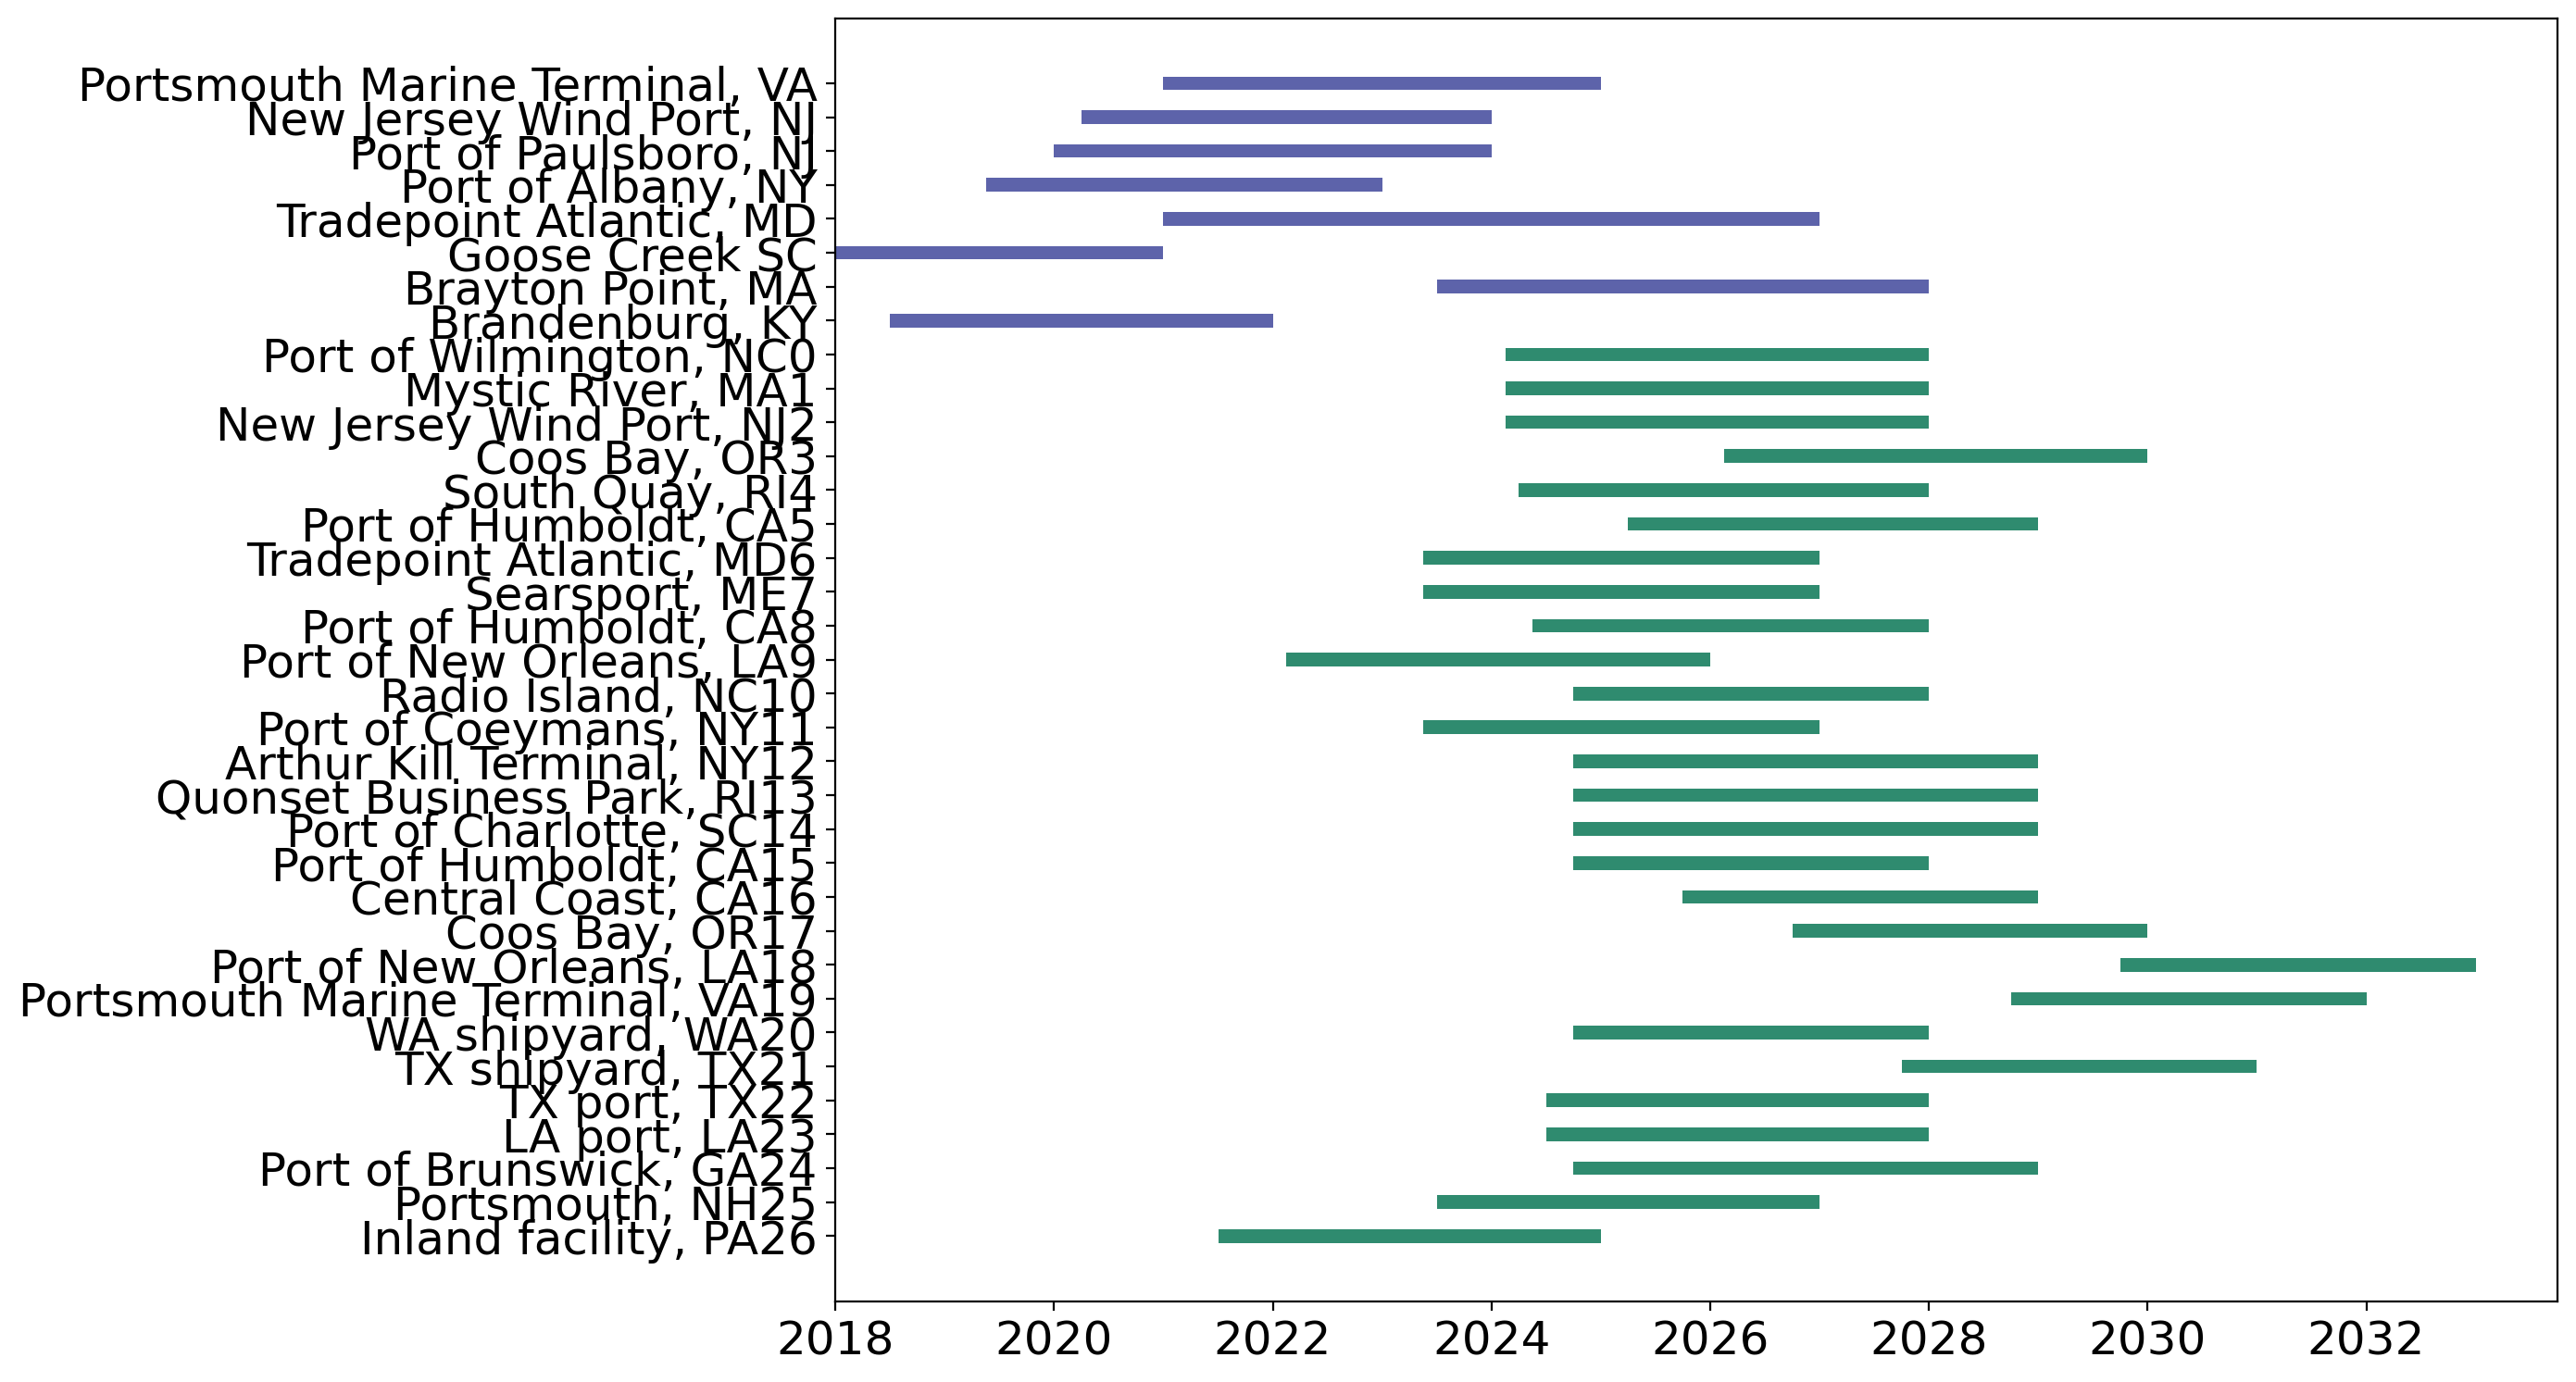 Portsmouth Marine Terminal, VA
New Jersey Wind Port, NJ
Port of Paulsboro, NJ
Port of Albany, NY
Tradepoint Atlantic, MD
Goose Creek SC
Brayton Point, MA
Brandenburg, KY
Port of Wilmington, NC0
Mystic River, MA1
New Jersey Wind Port, NJ2
Coos Bay, OR3
South Quay, RI4
Port of Humboldt, CA5
Tradepoint Atlantic, MD6
Searsport, ME7
Port of Humboldt, CA8
Port of New Orleans, LA9
Radio Island, NC10
Port of Coeymans, NY11
Arthur Kill Terminal, NY12
Quonset Business Park, RI13
Port of Charlotte, SC14
Port of Humboldt, CA15
Central Coast, CA16
Coos Bay, OR17
Port of New Orleans, LA18
Portsmouth Marine Terminal, VA19
WA shipyard, WA20
TX shipyard, TX21
TX port, TX22
LA port, LA23
Port of Brunswick, GA24
Portsmouth, NH25
Inland facility, PA26
2018 2020 2022 2024 2026 2028 2030 2032